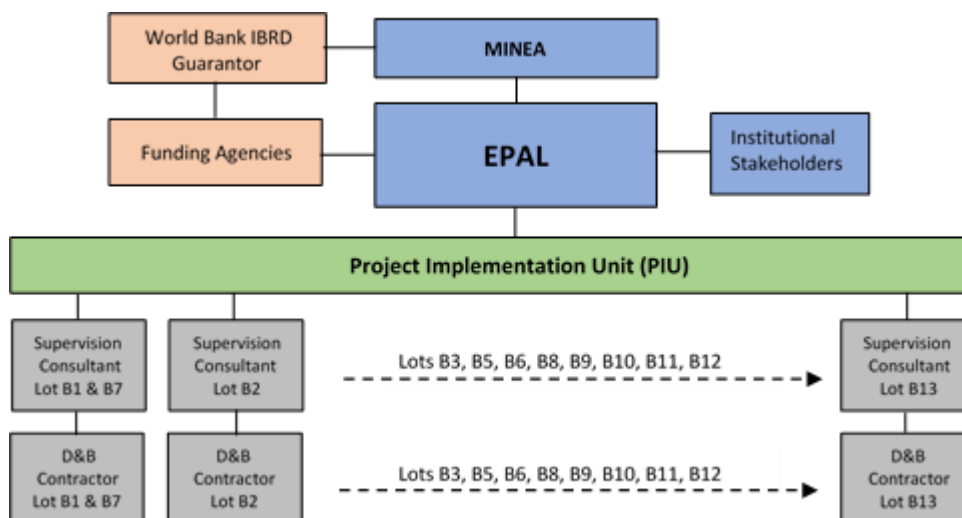 World Bank IBRD
Guarantor
MINEA
Funding Agencies
EPAL
Institutional
Stakeholders
Project Implementation Unit (PIU)
Supervision
Consultant
Lot B1 & B7
Supervision
Consultant
Lot B2
Lots B3, B5, B6, B8, B9, B10, B11, B12
Supervision
Consultant
Lot B13
D&B
Contractor
Lot B1 & B7
D&B
Contractor
Lot B2
Lots B3, B5, B6, B8, B9, B10, B11, B12
D&B
Contractor
Lot B13